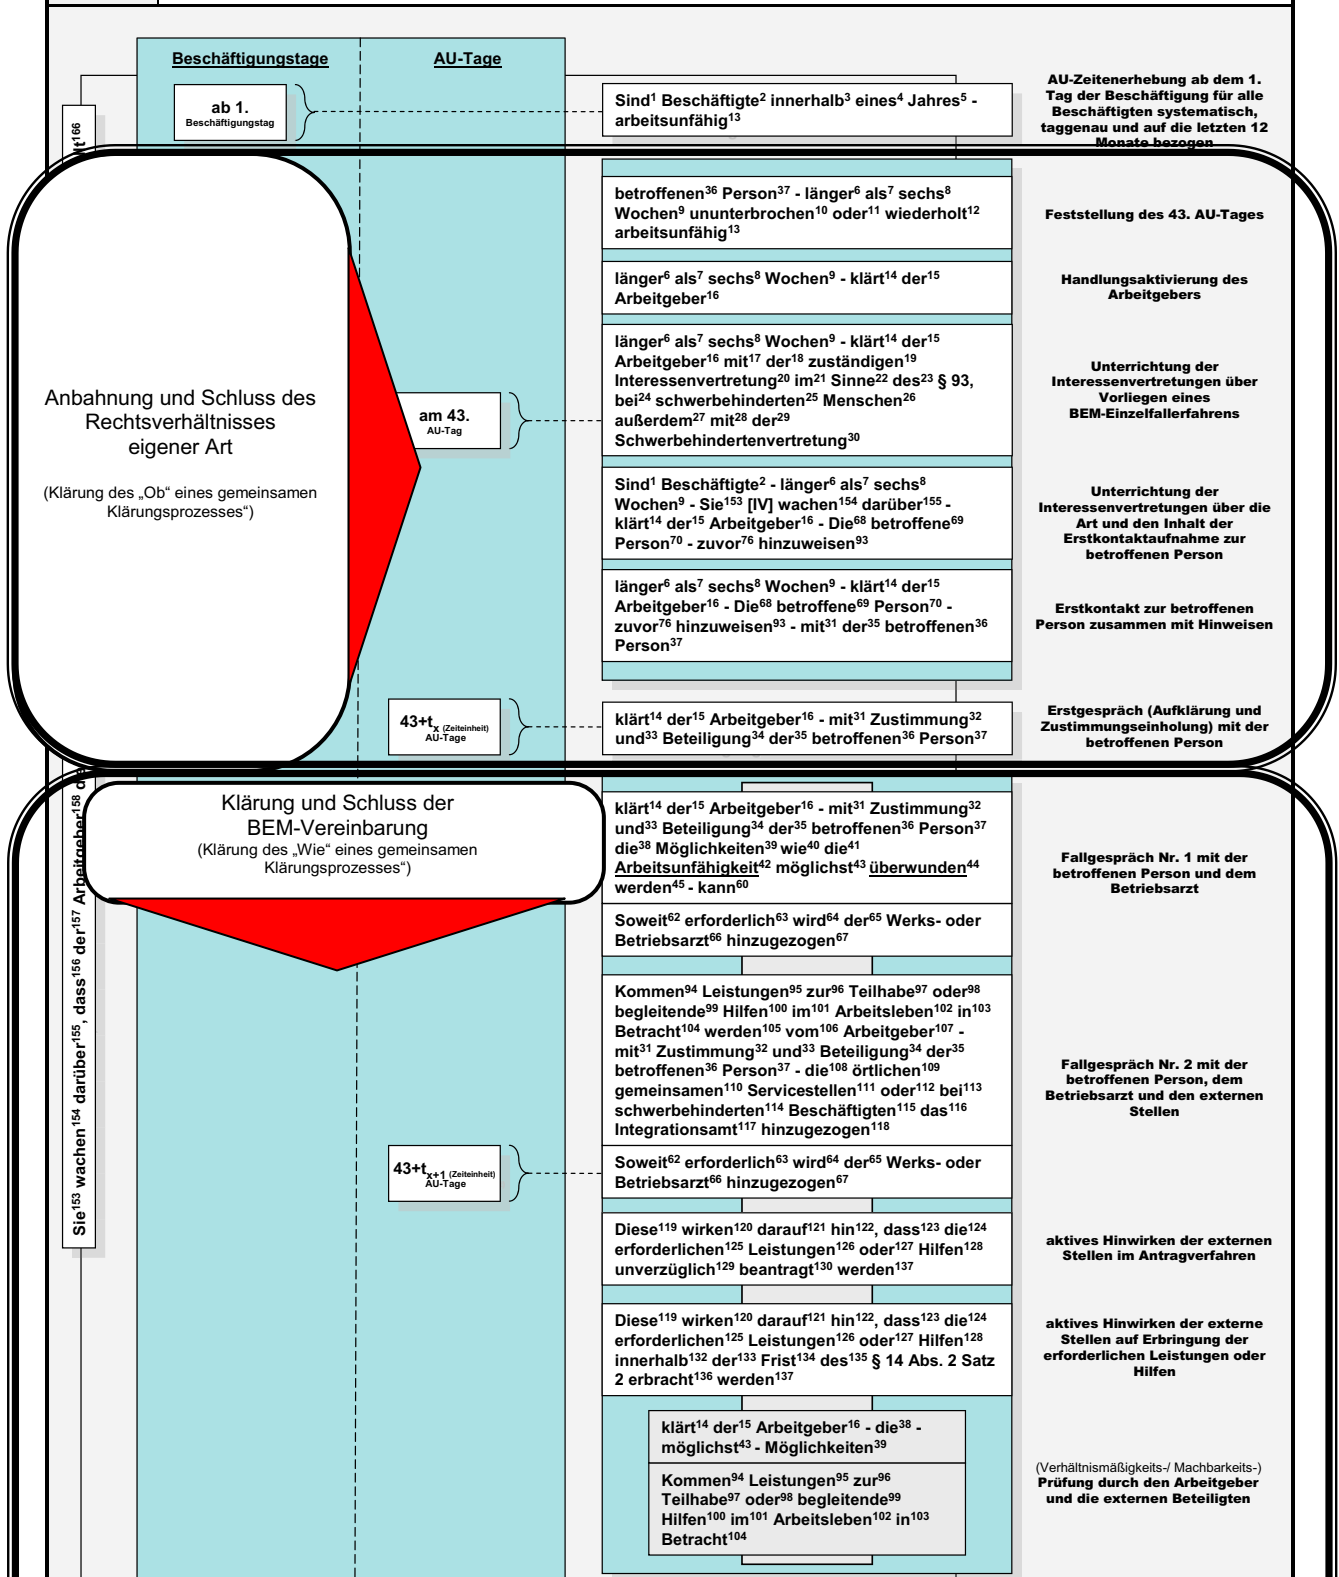 Beschäftigungstage
AU-Tage
ab 1.
Beschäftigungstag
Sind¹ Beschäftigte² innerhalb³ eines⁴ Jahres⁵ -
arbeitsunfähig¹³
AU-Zeitenerhebung ab dem 1.
Tag der Beschäftigung für alle
Beschäftigten systematisch,
taggenau und auf die letzten 12
Monate bezogen
betroffenen³⁶ Person³⁷ - länger⁶ als⁷ sechs⁸
Wochen⁹ ununterbrochen¹⁰ oder¹¹ wiederholt¹²
arbeitsunfähig¹³
Feststellung des 43. AU-Tages
länger⁶ als⁷ sechs⁸ Wochen⁹ - klärt¹⁴ der¹⁵
Arbeitgeber¹⁶
Handlungsaktivierung des
Arbeitgebers
Anbahnung und Schluss des
Rechtsverhältnisses
eigener Art
(Klärung des „Ob“ eines gemeinsamen
Klärungsprozesses“)
am 43.
AU-Tag
länger⁶ als⁷ sechs⁸ Wochen⁹ - klärt¹⁴ der¹⁵
Arbeitgeber¹⁶ mit¹⁷ der¹⁸ zuständigen¹⁹
Interessenvertretung²⁰ im²¹ Sinne²² des²³ § 93,
bei²⁴ schwerbehinderten²⁵ Menschen²⁶
außerdem²⁷ mit²⁸ der²⁹
Schwerbehindertenvertretung³⁰
Unterrichtung der
Interessenvertretungen über
Vorliegen eines
BEM-Einzelfallerfahrens
Sind¹ Beschäftigte² - länger⁶ als⁷ sechs⁸
Wochen⁹ - Sie¹⁵³ [IV] wachen¹⁵⁴ darüber¹⁵⁵ -
klärt¹⁴ der¹⁵ Arbeitgeber¹⁶ - Die⁶⁸ betroffene⁶⁹
Person⁷⁰ - zuvor⁷⁶ hinzuweisen⁹³
Unterrichtung der
Interessenvertretungen über die
Art und den Inhalt der
Erstkontaktaufnahme zur
betroffenen Person
länger⁶ als⁷ sechs⁸ Wochen⁹ - klärt¹⁴ der¹⁵
Arbeitgeber¹⁶ - Die⁶⁸ betroffene⁶⁹ Person⁷⁰ -
zuvor⁷⁶ hinzuweisen⁹³ - mit³¹ der³⁵ betroffenen³⁶
Person³⁷
Erstkontakt zur betroffenen
Person zusammen mit Hinweisen
43+tₓ (Zeiteinheit)
AU-Tage
klärt¹⁴ der¹⁵ Arbeitgeber¹⁶ - mit³¹ Zustimmung³²
und³³ Beteiligung³⁴ der³⁵ betroffenen³⁶ Person³⁷
Erstgespräch (Aufklärung und
Zustimmungseinholung) mit der
betroffenen Person
Sie¹⁵³ wachen¹⁵⁴ darüber¹⁵⁵, dass¹⁵⁶ der¹⁵⁷ Arbeitgeber¹⁵⁸
Klärung und Schluss der
BEM-Vereinbarung
(Klärung des „Wie“ eines gemeinsamen
Klärungsprozesses“)
klärt¹⁴ der¹⁵ Arbeitgeber¹⁶ - mit³¹ Zustimmung³²
und³³ Beteiligung³⁴ der³⁵ betroffenen³⁶ Person³⁷
die³⁸ Möglichkeiten³⁹ wie⁴⁰ die⁴¹
Arbeitsunfähigkeit⁴² möglichst⁴³ überwunden⁴⁴
werden⁴⁵ - kann⁶⁰
Soweit⁶² erforderlich⁶³ wird⁶⁴ der⁶⁵ Werks- oder
Betriebsarzt⁶⁶ hinzugezogen⁶⁷
Fallgespräch Nr. 1 mit der
betroffenen Person und dem
Betriebsarzt
Kommen⁹⁴ Leistungen⁹⁵ zur⁹⁶ Teilhabe⁹⁷ oder⁹⁸
begleitende⁹⁹ Hilfen¹⁰⁰ im¹⁰¹ Arbeitsleben¹⁰² in¹⁰³
Betracht¹⁰⁴ werden¹⁰⁵ vom¹⁰⁶ Arbeitgeber¹⁰⁷ -
mit³¹ Zustimmung³² und³³ Beteiligung³⁴ der³⁵
betroffenen³⁶ Person³⁷ - die¹⁰⁸ örtlichen¹⁰⁹
gemeinsamen¹¹⁰ Servicestellen¹¹¹ oder¹¹² bei¹¹³
schwerbehinderten¹¹⁴ Beschäftigten¹¹⁵ das¹¹⁶
Integrationsamt¹¹⁷ hinzugezogen¹¹⁸
Fallgespräch Nr. 2 mit der
betroffenen Person, dem
Betriebsarzt und den externen
Stellen
43+tₓ₊₁ (Zeiteinheit)
AU-Tage
Soweit⁶² erforderlich⁶³ wird⁶⁴ der⁶⁵ Werks- oder
Betriebsarzt⁶⁶ hinzugezogen⁶⁷
Diese¹¹⁹ wirken¹²⁰ darauf¹²¹ hin¹²², dass¹²³ die¹²⁴
erforderlichen¹²⁵ Leistungen¹²⁶ oder¹²⁷ Hilfen¹²⁸
unverzüglich¹²⁹ beantragt¹³⁰ werden¹³⁷
aktives Hinwirken der externen
Stellen im Antragverfahren
Diese¹¹⁹ wirken¹²⁰ darauf¹²¹ hin¹²², dass¹²³ die¹²⁴
erforderlichen¹²⁵ Leistungen¹²⁶ oder¹²⁷ Hilfen¹²⁸
innerhalb¹³² der¹³³ Frist¹³⁴ des¹³⁵ § 14 Abs. 2 Satz
2 erbracht¹³⁶ werden¹³⁷
aktives Hinwirken der externe
Stellen auf Erbringung der
erforderlichen Leistungen oder
Hilfen
klärt¹⁴ der¹⁵ Arbeitgeber¹⁶ - die³⁸ -
möglichst⁴³ - Möglichkeiten³⁹
Kommen⁹⁴ Leistungen⁹⁵ zur⁹⁶
Teilhabe⁹⁷ oder⁹⁸ begleitende⁹⁹
Hilfen¹⁰⁰ im¹⁰¹ Arbeitsleben¹⁰² in¹⁰³
Betracht¹⁰⁴
(Verhältnismäßigkeits-/ Machbarkeits-)
Prüfung durch den Arbeitgeber
und die externen Beteiligten